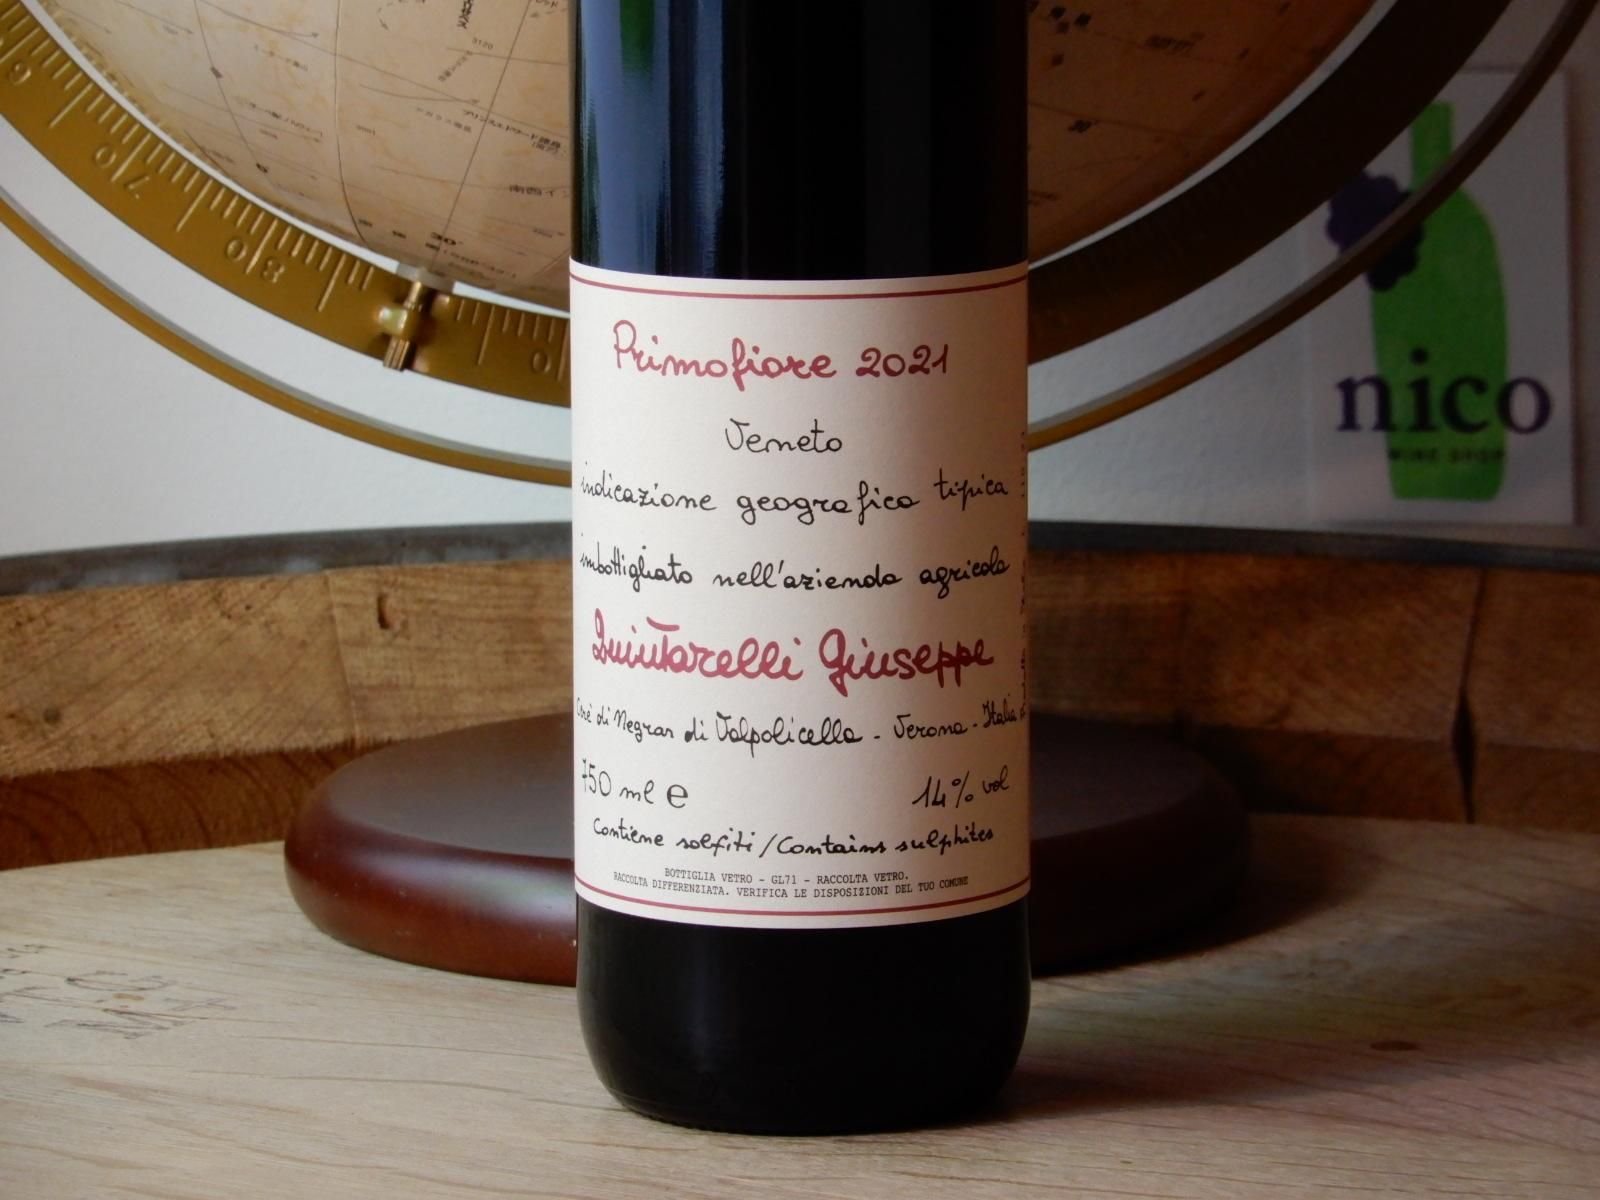 Primofiore 2021
Veneto
indicazione geografica tipica
imbottigliato nell'azienda agricola
Quintarelli Giuseppe
Cerè di Negrar di Valpolicella - Verona - Italia
750 ml e
14% vol
Contiene solfiti/Contains sulphites
BOTTIGLIA VETRO - GL71 - RACCOLTA VETRO.
RACCOLTA DIFFERENZIATA. VERIFICA LE DISPOSIZIONI DEL TUO COMUNE
nico
WINE SHOP